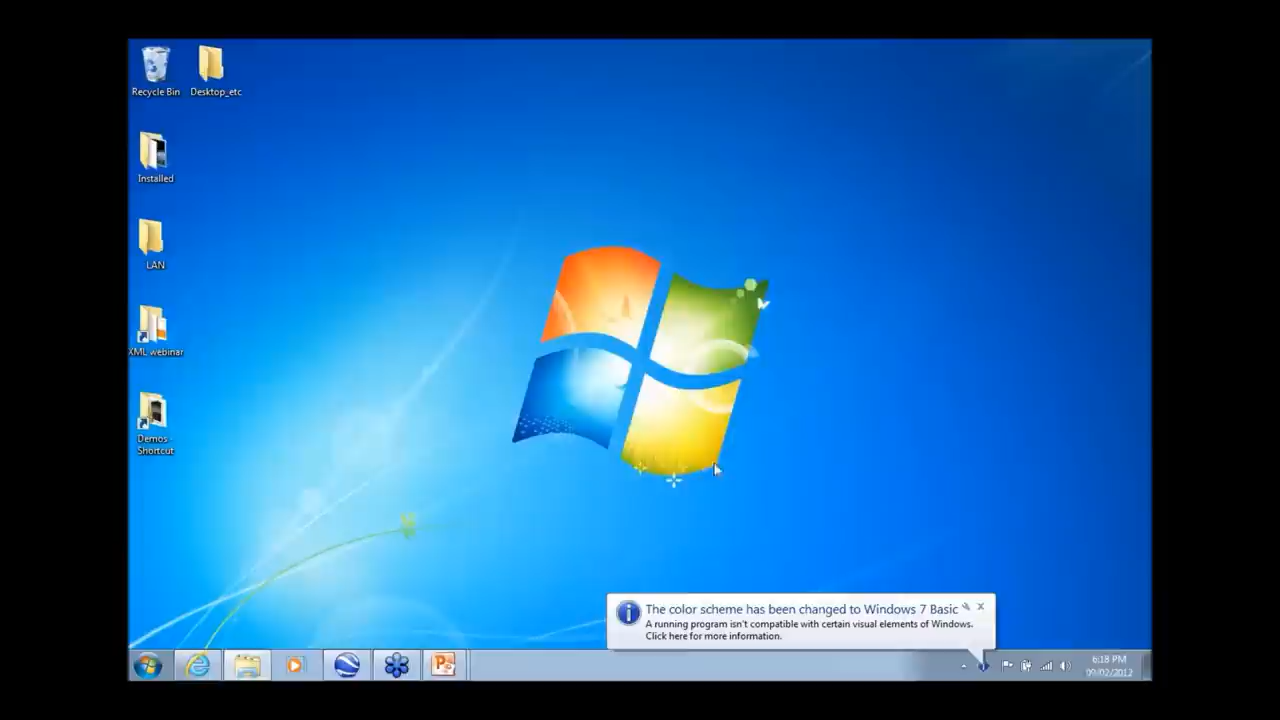 Recycle Bin
Desktop_etc
Installed
LAN
XML webinar
Demos -
Shortcut
The color scheme has been changed to Windows 7 Basic
A running program isn't compatible with certain visual elements of Windows.
Click here for more information.
6:18 PM
09/02/2012